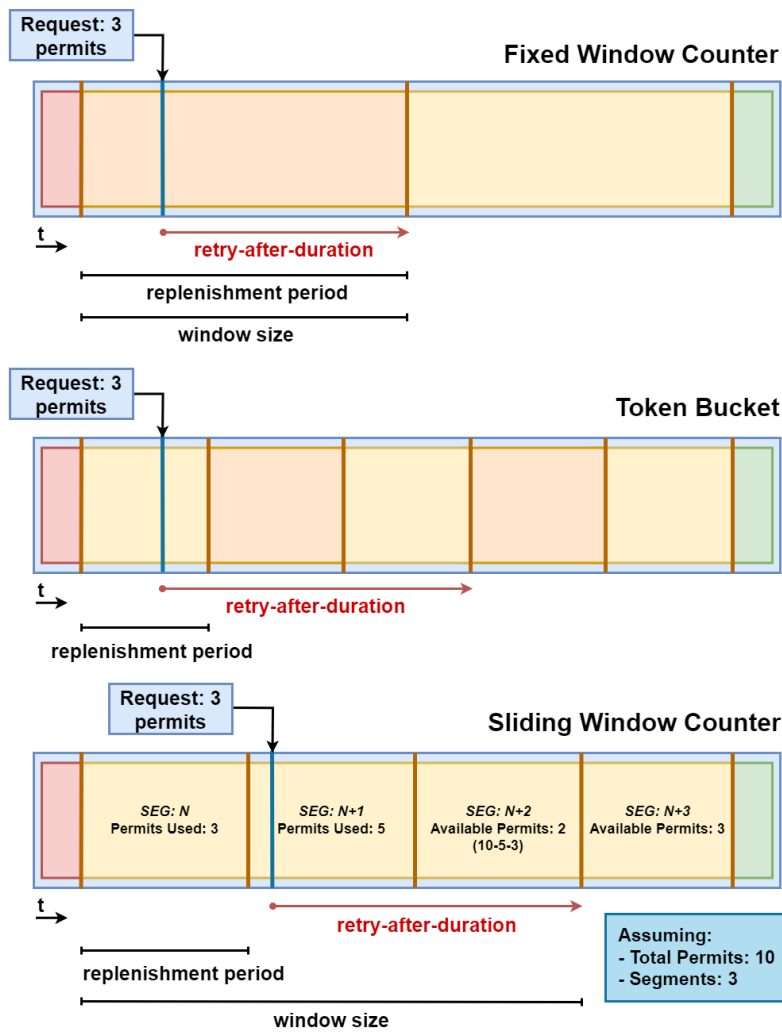 Request: 3
permits
Fixed Window Counter
t
retry-after-duration
replenishment period
window size
Request: 3
permits
Token Bucket
t
retry-after-duration
replenishment period
Request: 3
permits
Sliding Window Counter
SEG: N
Permits Used: 3
SEG: N+1
Permits Used: 5
SEG: N+2
Available Permits: 2
(10-5-3)
SEG: N+3
Available Permits: 3
t
retry-after-duration
replenishment period
window size
Assuming:
- Total Permits: 10
- Segments: 3